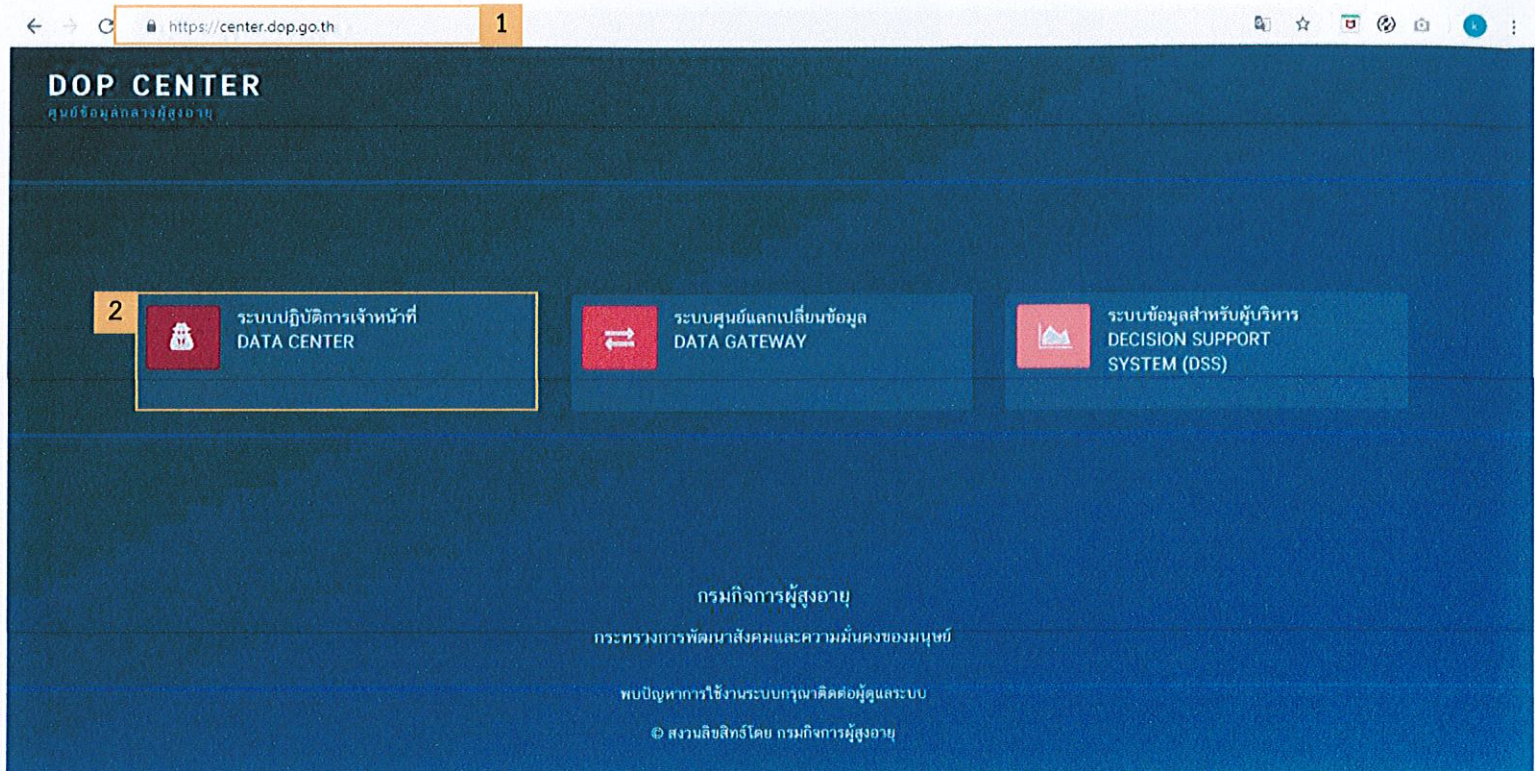 https://center.dop.go.th
1
DOP CENTER
ศูนย์ข้อมูลกลางผู้สูงอายุ
2
ระบบปฏิบัติการเจ้าหน้าที่
DATA CENTER
ระบบศูนย์แลกเปลี่ยนข้อมูล
DATA GATEWAY
ระบบข้อมูลสำหรับผู้บริหาร
DECISION SUPPORT
SYSTEM (DSS)
กรมกิจการผู้สูงอายุ
กระทรวงการพัฒนาสังคมและความมั่นคงของมนุษย์
พบปัญหาการใช้งานระบบกรุณาติดต่อผู้ดูแลระบบ
© สงวนลิขสิทธ์โดย กรมกิจการผู้สูงอายุ
k